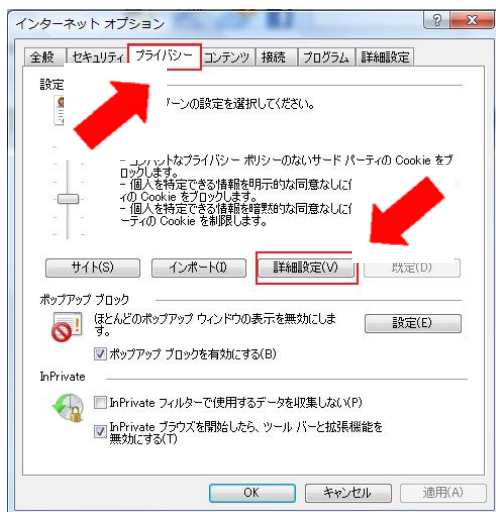 インターネット オプション
全般 セキュリティ プライバシー コンテンツ 接続 プログラム 詳細設定
設定
ーンの設定を選択してください。
- コンパクトなプライバシー ポリシーのないサード パーティの Cookie をブ
ロックします。
- 個人を特定できる情報を明示的な同意なしに
ィの Cookie をブロックします。
- 個人を特定できる情報を暗黙的な同意なしに
ーティの Cookie を制限します。
サイト(S) インポート(I) 詳細設定(V) 既定(D)
ポップアップ ブロック
ほとんどのポップアップ ウィンドウの表示を無効にしま
す。
設定(E)
ポップアップ ブロックを有効にする(B)
InPrivate
InPrivate フィルターで使用するデータを収集しない(P)
InPrivate ブラウズを開始したら、ツール バーと拡張機能を
無効にする(T)
OK キャンセル 適用(A)